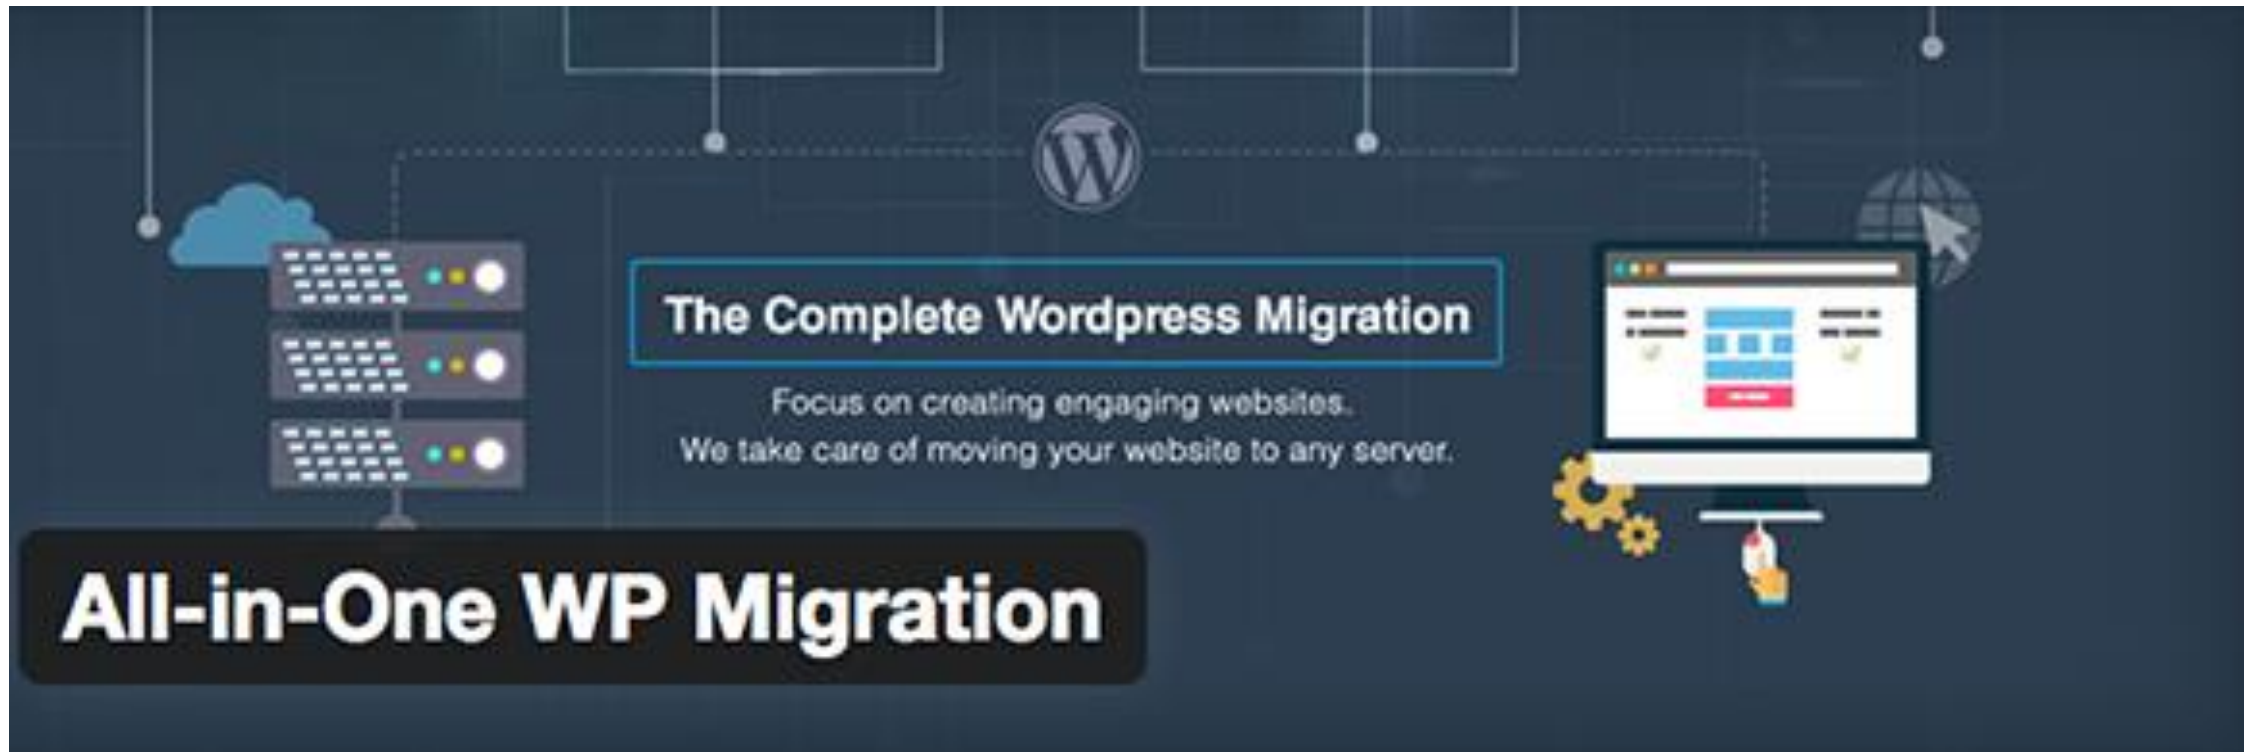 The Complete Wordpress Migration
Focus on creating engaging websites.
We take care of moving your website to any server.
All-in-One WP Migration